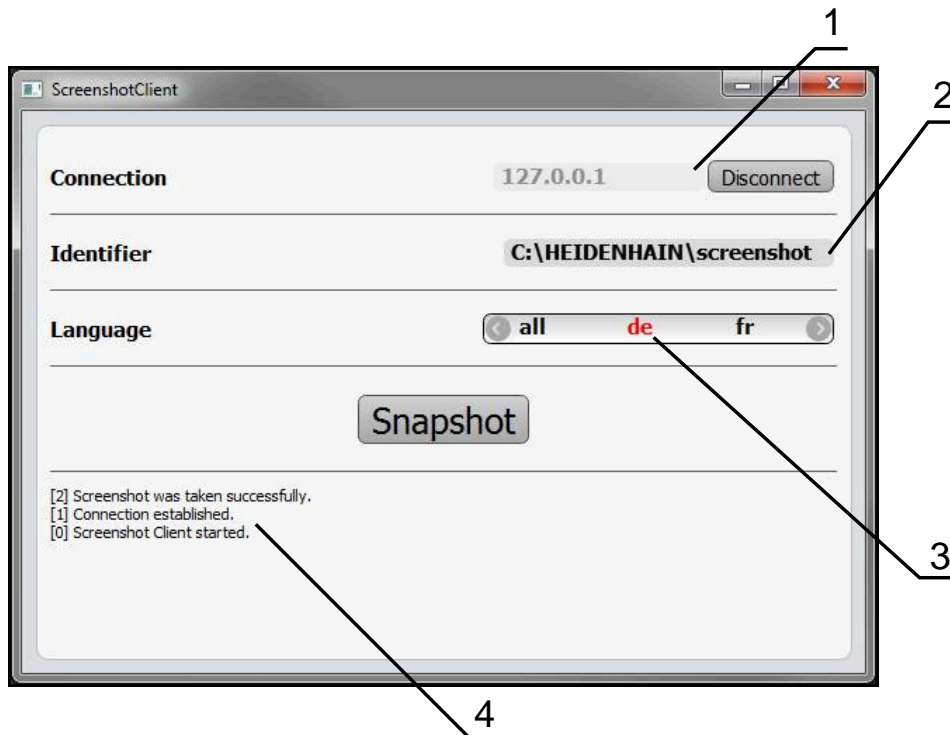 1
ScreenshotClient
2
Connection 127.0.0.1 Disconnect
Identifier C:\HEIDENHAIN\screenshot
Language all de fr
Snapshot
[2] Screenshot was taken successfully.
[1] Connection established.
[0] Screenshot Client started.
3
4